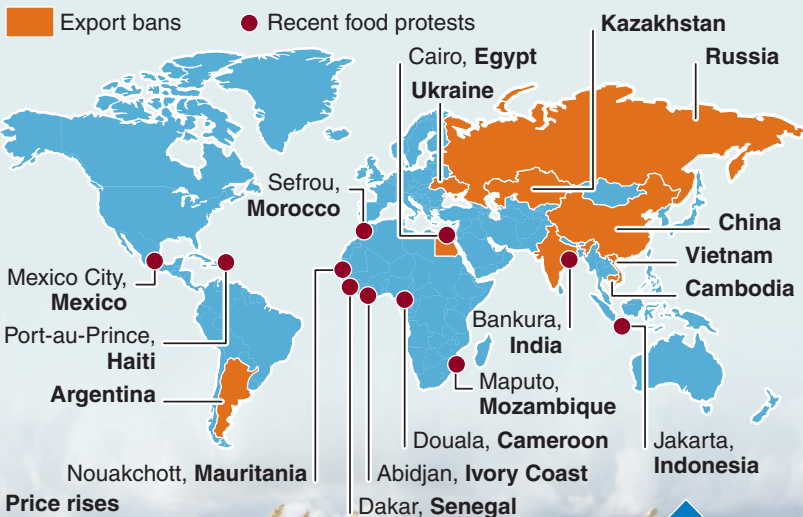 Export bans
Recent food protests
Kazakhstan
Cairo, Egypt
Russia
Ukraine
Sefrou,
Morocco
China
Vietnam
Mexico City,
Mexico
Cambodia
Port-au-Prince,
Haiti
Bankura,
India
Argentina
Maputo,
Mozambique
Douala, Cameroon
Jakarta,
Indonesia
Nouakchott, Mauritania
Abidjan, Ivory Coast
Price rises
Dakar, Senegal